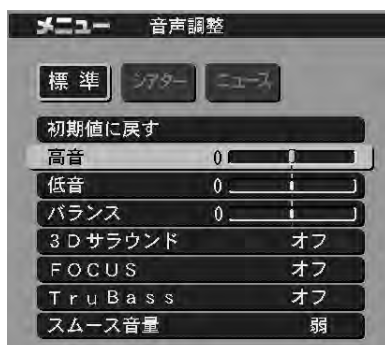 メニュー 音声調整
標準 シアター ニュース
初期値に戻す
高音 0
低音 0
バランス 0
3Dサラウンド オフ
FOCUS オフ
TruBass オフ
スムース音量 弱